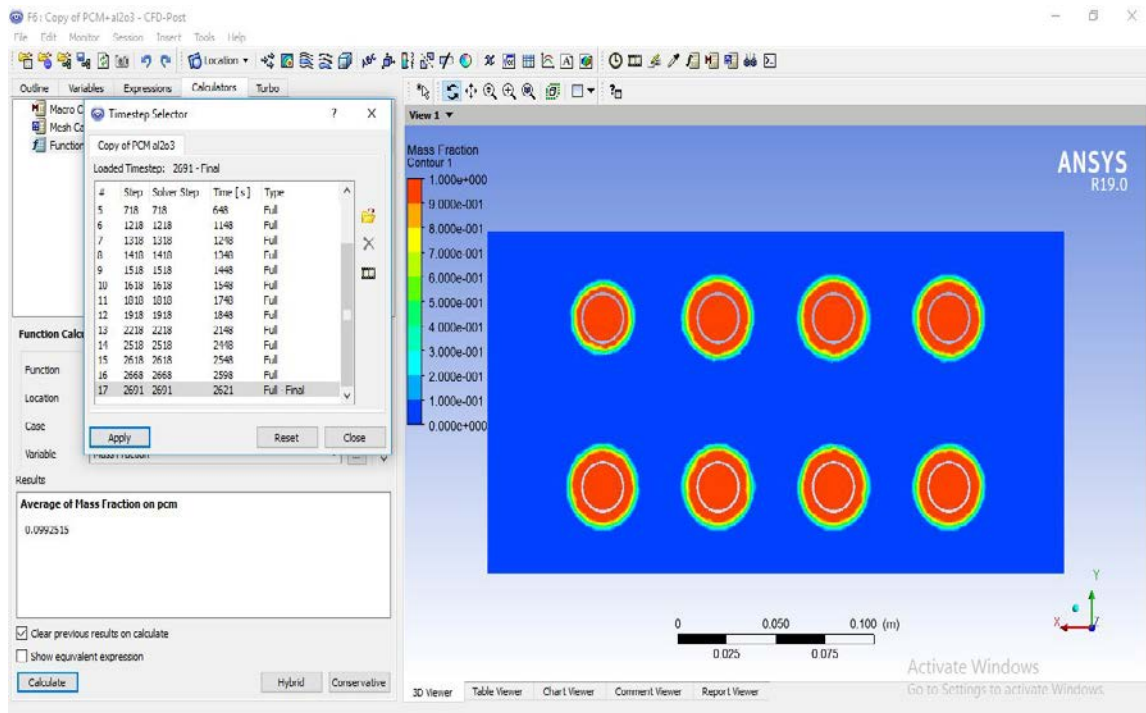 F6 : Copy of PCM+al2o3 - CFD-Post
File Edit Monitor Session Insert Tools Help
Location
Outline Variables Expressions Calculators Turbo
Macro C
Mesh Ca
Function
Timestep Selector ? X
Copy of PCM al2o3
Loaded Timestep: 2691 - Final
# Step Solver Step Time [s] Type
5 718 718 648 Full
6 1218 1218 1148 Full
7 1318 1318 1248 Full
8 1418 1418 1348 Full
9 1518 1518 1448 Full
10 1618 1618 1548 Full
11 1818 1818 1748 Full
12 1918 1918 1848 Full
13 2218 2218 2148 Full
14 2518 2518 2448 Full
15 2618 2618 2548 Full
16 2668 2668 2598 Full
17 2691 2691 2621 Full - Final
Apply Reset Close
Function Calcu
Function
Location
Case
Variable Mass Fraction
Results
Average of Mass Fraction on pcm
0.0992515
Clear previous results on calculate
Show equivalent expression
Calculate Hybrid Conservative
View 1
Mass Fraction
Contour 1
1.000e+000
9.000e-001
8.000e-001
7.000e-001
6.000e-001
5.000e-001
4.000e-001
3.000e-001
2.000e-001
1.000e-001
0.000e+000
ANSYS
R19.0
0 0.050 0.100 (m)
0.025 0.075
Y
X Z
Activate Windows
Go to Settings to activate Windows.
3D Viewer Table Viewer Chart Viewer Comment Viewer Report Viewer